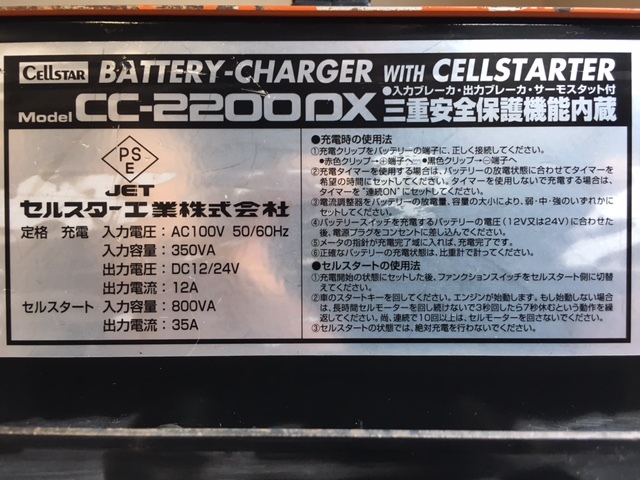 CELLSTAR BATTERY-CHARGER WITH CELLSTARTER
Model CC-2200DX
●入力ブレーカ・出力ブレーカ・サーモスタット付
三重安全保護機能内蔵
PS
E
JET
セルスター工業株式会社
定格 充電 入力電圧：AC100V 50/60Hz
入力容量：350VA
出力電圧：DC12/24V
出力電流：12A
セルスタート 入力容量：800VA
出力電流：35A
●充電時の使用法
①充電クリップをバッテリーの端子に、正しく接続してください。
●赤色クリップ→⊕端子へ ●黒色クリップ→⊖端子へ
②充電タイマーを使用する場合は、バッテリーの放電状態に合わせてタイマーを
希望の時間にセットしてください。タイマーを使用しないで充電する場合は、
タイマーを"連続ON"にセットしてください。
③電流調整器をバッテリーの放電量、容量の大小により、弱・中・強のいずれかに
セットしてください。
④バッテリースイッチを充電するバッテリーの電圧（12V又は24V）に合わせた
後、電源プラグをコンセントに差し込んでください。
⑤メータの指針が充電完了域に入れば、充電完了です。
⑥正確なバッテリーの充電状態は、比重計で計ってください。
●セルスタートの使用法
①充電開始の状態にセットした後、ファンクションスイッチをセルスタート側に切替
えてください。
②車のスタートキーを回してください。エンジンが始動します。もし始動しない場合
は、長時間セルモーターを回し続けないで3秒回したら7秒休むという動作を繰
返してください。尚、連続で10回以上は、セルモーターを回さないでください。
③セルスタートの状態では、絶対充電を行わないでください。